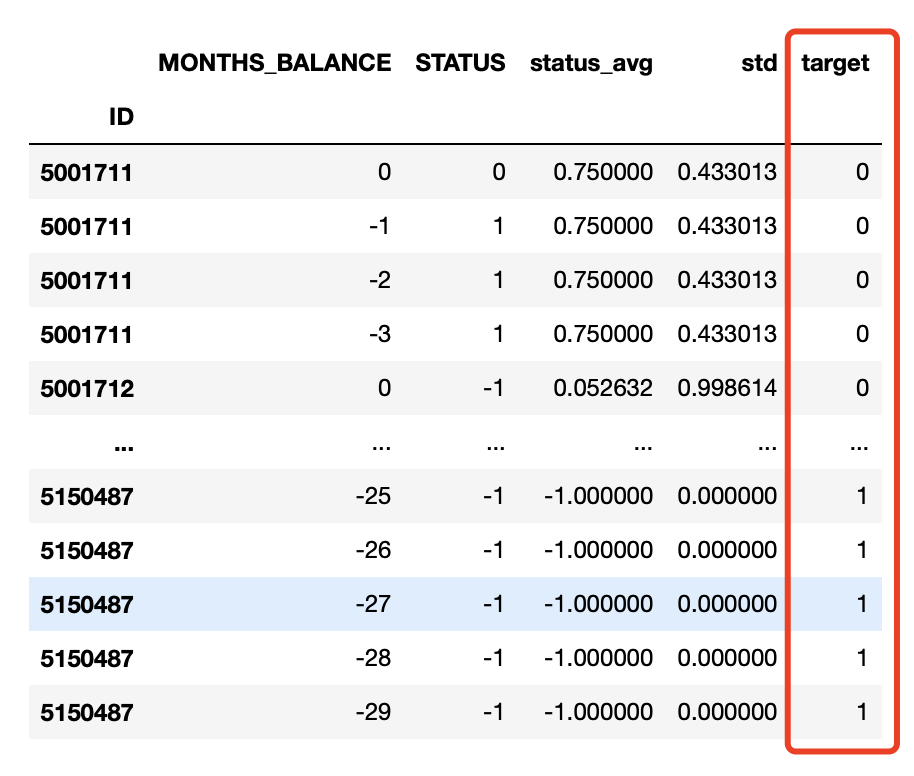 MONTHS_BALANCE STATUS status_avg std target
ID
5001711 0 0 0.750000 0.433013 0
5001711 -1 1 0.750000 0.433013 0
5001711 -2 1 0.750000 0.433013 0
5001711 -3 1 0.750000 0.433013 0
5001712 0 -1 0.052632 0.998614 0
... ... ... ... ... ...
5150487 -25 -1 -1.000000 0.000000 1
5150487 -26 -1 -1.000000 0.000000 1
5150487 -27 -1 -1.000000 0.000000 1
5150487 -28 -1 -1.000000 0.000000 1
5150487 -29 -1 -1.000000 0.000000 1